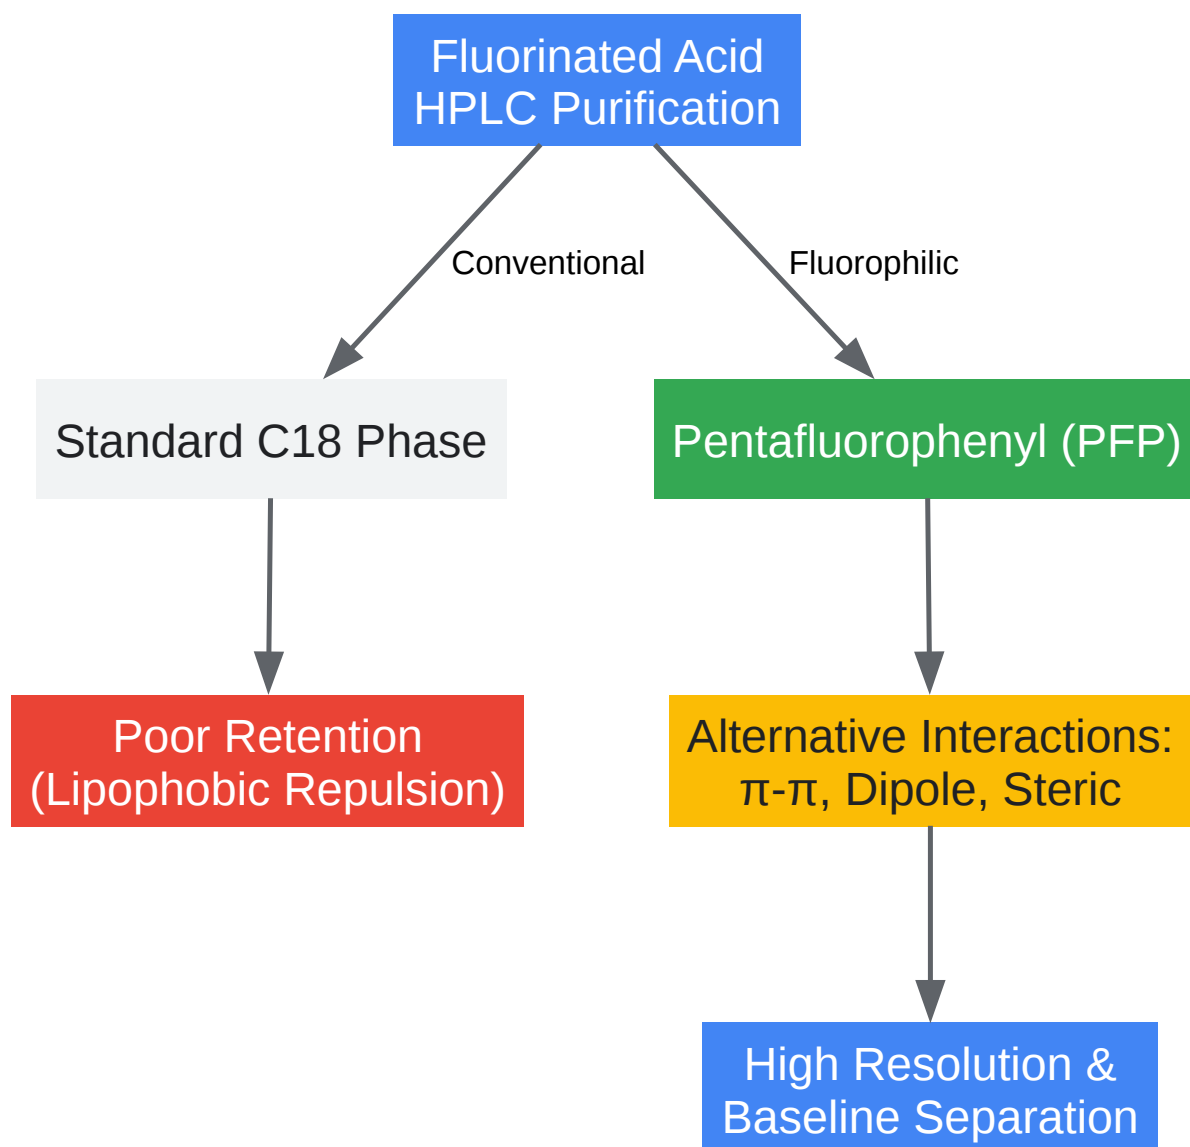 Fluorinated Acid
HPLC Purification
Conventional
Fluorophilic
Standard C18 Phase
Pentafluorophenyl (PFP)
Poor Retention
(Lipophobic Repulsion)
Alternative Interactions:
π-π, Dipole, Steric
High Resolution &
Baseline Separation